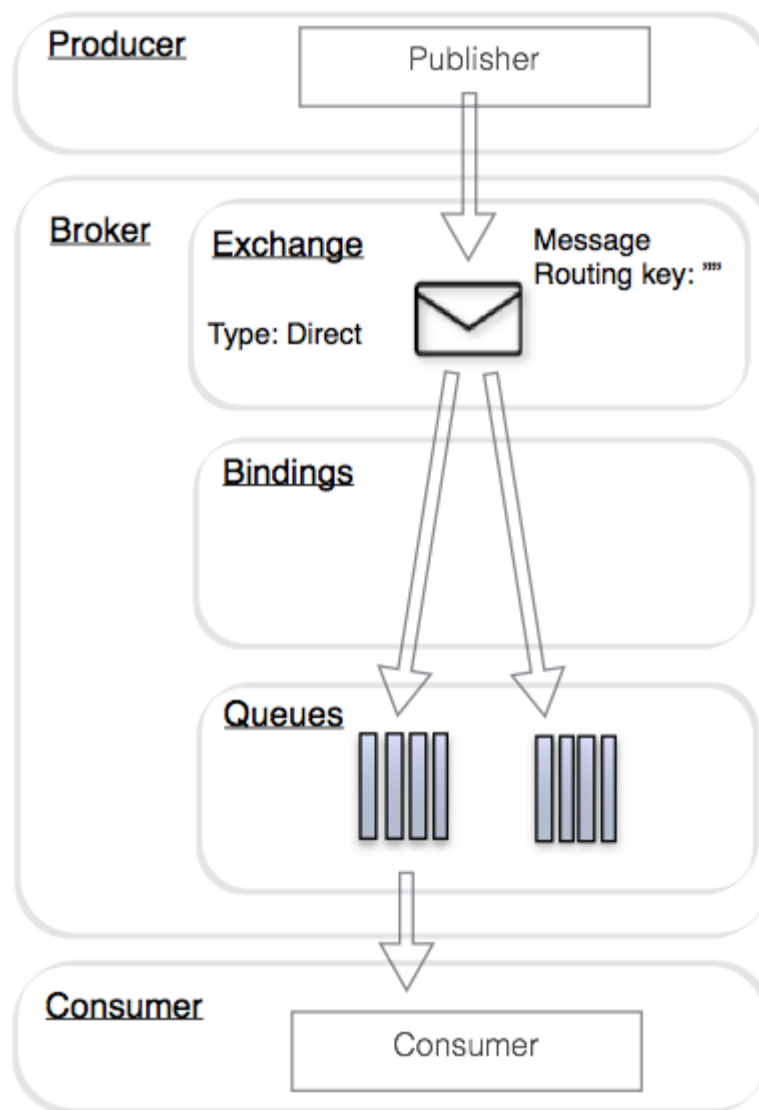 Producer
Publisher
Broker
Exchange
Message
Routing key: ””
Type: Direct
Bindings
Queues
Consumer
Consumer